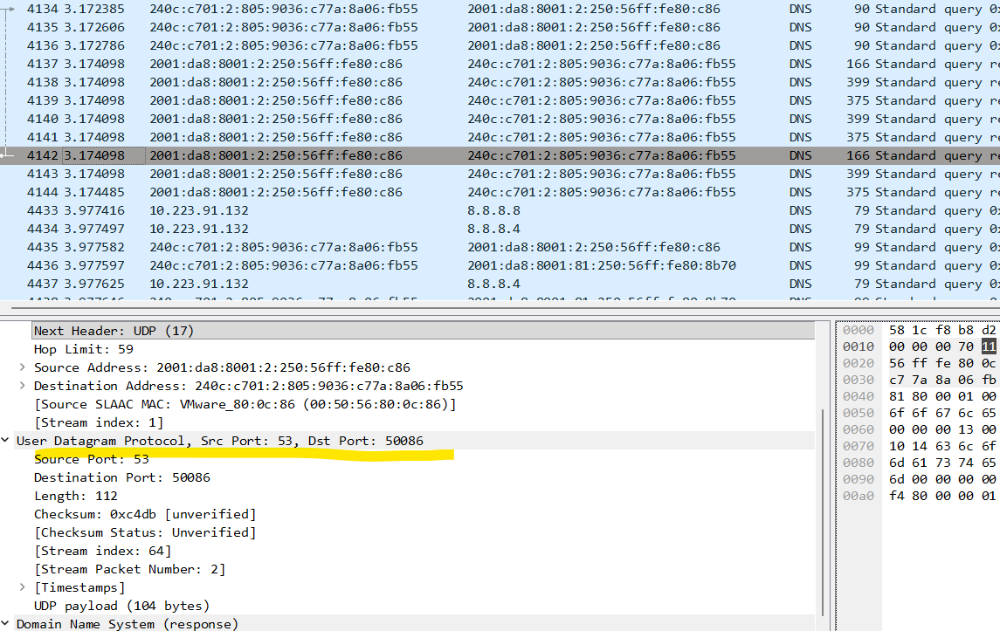 4134 3.172385 240c:c701:2:805:9036:c77a:8a06:fb55 2001:da8:8001:2:250:56ff:fe80:c86 DNS 90 Standard query 0
4135 3.172606 240c:c701:2:805:9036:c77a:8a06:fb55 2001:da8:8001:2:250:56ff:fe80:c86 DNS 90 Standard query 0
4136 3.172786 240c:c701:2:805:9036:c77a:8a06:fb55 2001:da8:8001:2:250:56ff:fe80:c86 DNS 90 Standard query 0
4137 3.174098 2001:da8:8001:2:250:56ff:fe80:c86 240c:c701:2:805:9036:c77a:8a06:fb55 DNS 166 Standard query re
4138 3.174098 2001:da8:8001:2:250:56ff:fe80:c86 240c:c701:2:805:9036:c77a:8a06:fb55 DNS 399 Standard query re
4139 3.174098 2001:da8:8001:2:250:56ff:fe80:c86 240c:c701:2:805:9036:c77a:8a06:fb55 DNS 375 Standard query re
4140 3.174098 2001:da8:8001:2:250:56ff:fe80:c86 240c:c701:2:805:9036:c77a:8a06:fb55 DNS 399 Standard query re
4141 3.174098 2001:da8:8001:2:250:56ff:fe80:c86 240c:c701:2:805:9036:c77a:8a06:fb55 DNS 375 Standard query re
4142 3.174098 2001:da8:8001:2:250:56ff:fe80:c86 240c:c701:2:805:9036:c77a:8a06:fb55 DNS 166 Standard query re
4143 3.174098 2001:da8:8001:2:250:56ff:fe80:c86 240c:c701:2:805:9036:c77a:8a06:fb55 DNS 399 Standard query re
4144 3.174485 2001:da8:8001:2:250:56ff:fe80:c86 240c:c701:2:805:9036:c77a:8a06:fb55 DNS 375 Standard query re
4433 3.977416 10.223.91.132 8.8.8.8 DNS 79 Standard query 0
4434 3.977497 10.223.91.132 8.8.8.4 DNS 79 Standard query 0
4435 3.977582 240c:c701:2:805:9036:c77a:8a06:fb55 2001:da8:8001:2:250:56ff:fe80:c86 DNS 99 Standard query 0
4436 3.977597 240c:c701:2:805:9036:c77a:8a06:fb55 2001:da8:8001:81:250:56ff:fe80:8b70 DNS 99 Standard query 0
4437 3.977625 10.223.91.132 8.8.8.4 DNS 79 Standard query 0
Next Header: UDP (17)
Hop Limit: 59
Source Address: 2001:da8:8001:2:250:56ff:fe80:c86
Destination Address: 240c:c701:2:805:9036:c77a:8a06:fb55
[Source SLAAC MAC: VMware_80:0c:86 (00:50:56:80:0c:86)]
[Stream index: 1]
User Datagram Protocol, Src Port: 53, Dst Port: 50086
Source Port: 53
Destination Port: 50086
Length: 112
Checksum: 0xc4db [unverified]
[Checksum Status: Unverified]
[Stream index: 64]
[Stream Packet Number: 2]
[Timestamps]
UDP payload (104 bytes)
Domain Name System (response)
0000 58 1c f8 b8 d2
0010 00 00 00 70 11
0020 56 ff fe 80 0c
0030 c7 7a 8a 06 fb
0040 81 80 00 01 00
0050 6f 6f 67 6c 65
0060 00 00 00 13 00
0070 10 14 63 6c 6f
0080 6d 61 73 74 65
0090 6d 00 00 00 00
00a0 f4 80 00 00 01